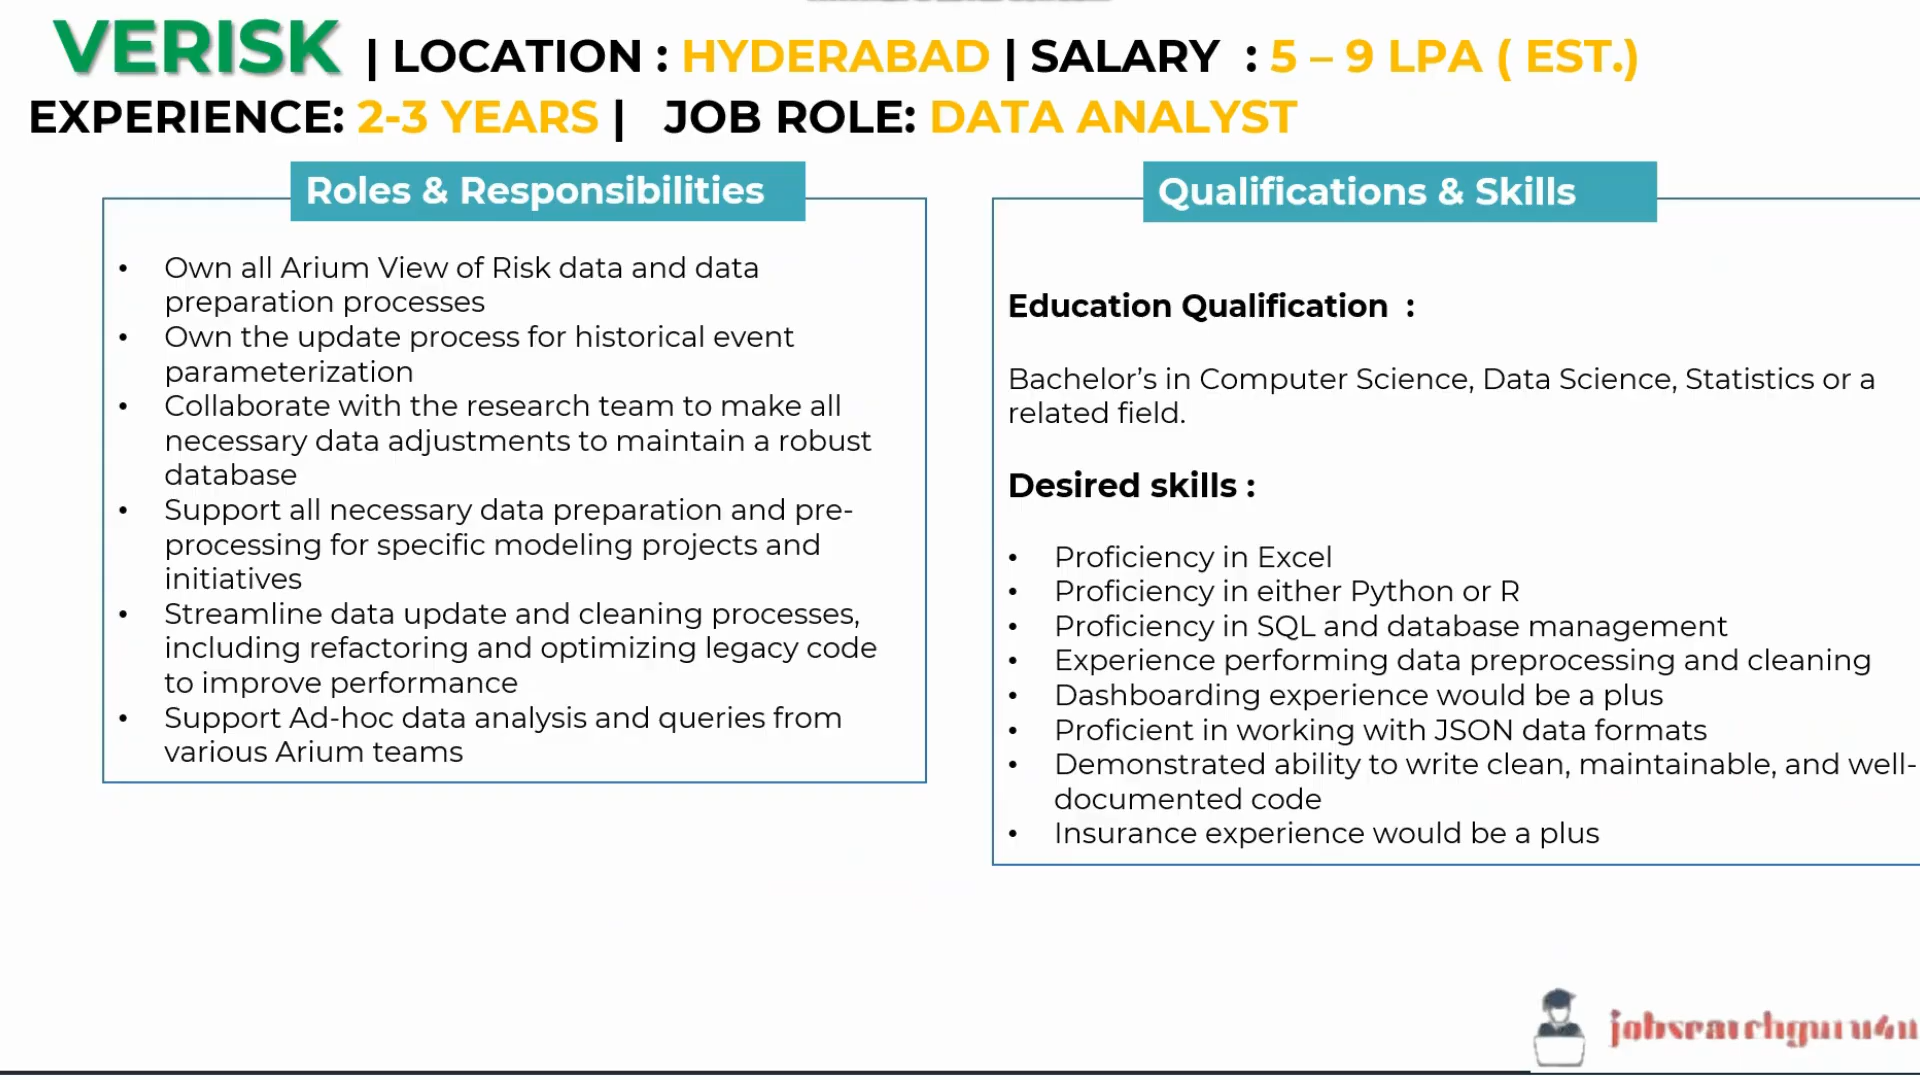 VERISK | LOCATION : HYDERABAD | SALARY : 5 – 9 LPA ( EST.)
EXPERIENCE: 2-3 YEARS | JOB ROLE: DATA ANALYST
Roles & Responsibilities
• Own all Arium View of Risk data and data
preparation processes
• Own the update process for historical event
parameterization
• Collaborate with the research team to make all
necessary data adjustments to maintain a robust
database
• Support all necessary data preparation and pre-
processing for specific modeling projects and
initiatives
• Streamline data update and cleaning processes,
including refactoring and optimizing legacy code
to improve performance
• Support Ad-hoc data analysis and queries from
various Arium teams
Qualifications & Skills
Education Qualification :
Bachelor’s in Computer Science, Data Science, Statistics or a
related field.
Desired skills :
• Proficiency in Excel
• Proficiency in either Python or R
• Proficiency in SQL and database management
• Experience performing data preprocessing and cleaning
• Dashboarding experience would be a plus
• Proficient in working with JSON data formats
• Demonstrated ability to write clean, maintainable, and well-
documented code
• Insurance experience would be a plus
jobsearchguru4u